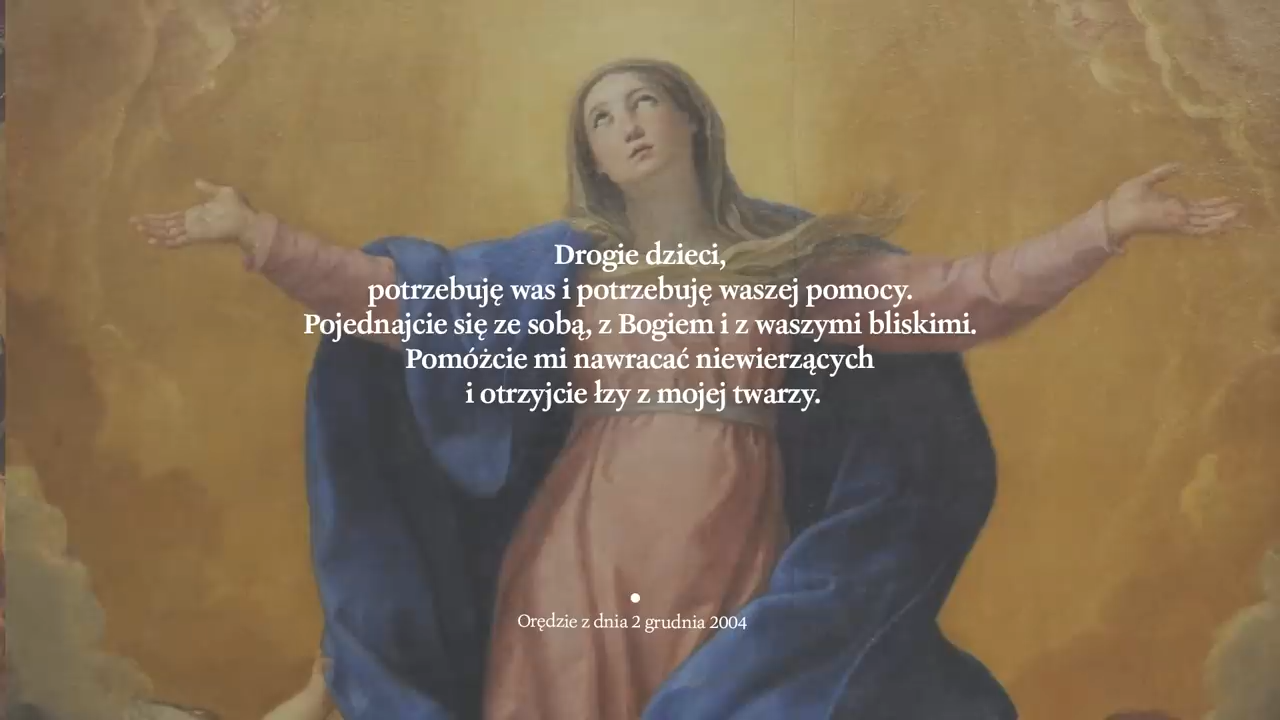 Drogie dzieci,
potrzebuję was i potrzebuję waszej pomocy.
Pojednajcie się ze sobą, z Bogiem i z waszymi bliskimi.
Pomóżcie mi nawracać niewierzących
i otrzyjcie łzy z mojej twarzy.
Orędzie z dnia 2 grudnia 2004